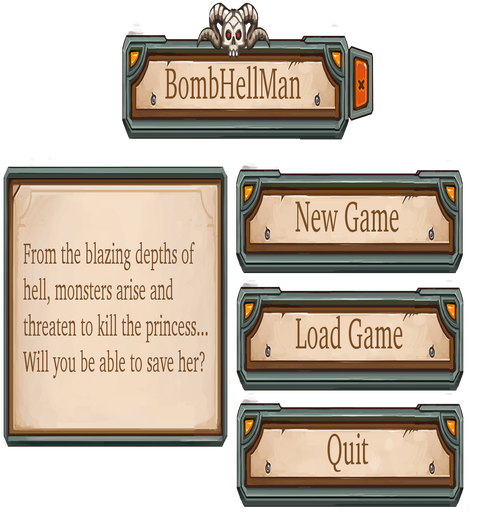 BombHellMan
From the blazing depths of
hell, monsters arise and
threaten to kill the princess...
Will you be able to save her?
New Game
Load Game
Quit